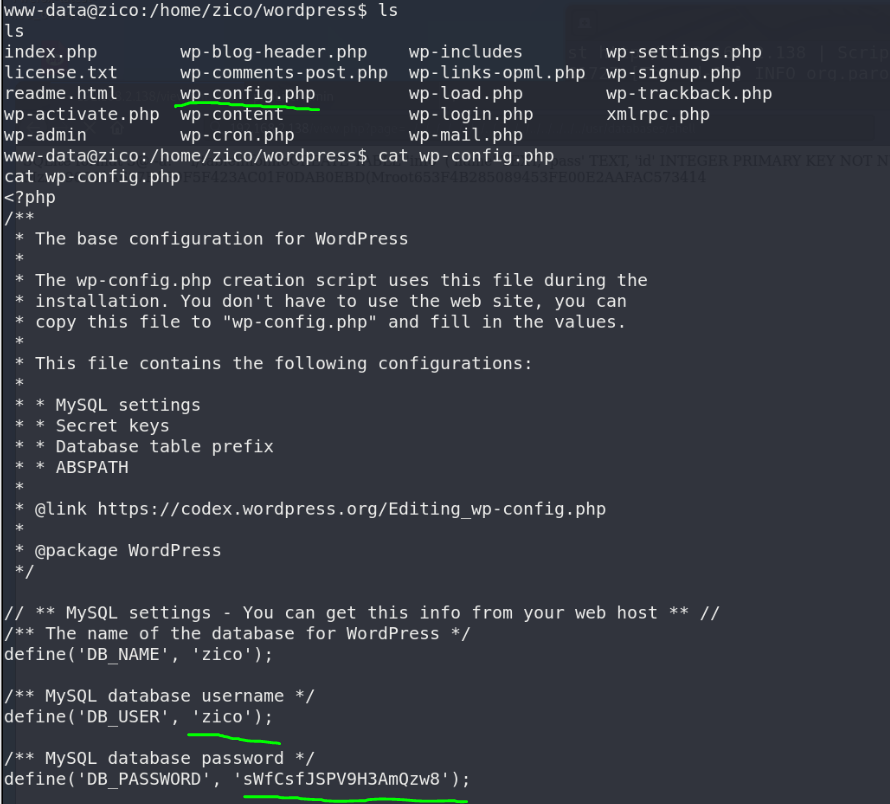 www-data@zico:/home/zico/wordpress$ ls
ls
index.php wp-blog-header.php wp-includes wp-settings.php
license.txt wp-comments-post.php wp-links-opml.php wp-signup.php
readme.html wp-config.php wp-load.php wp-trackback.php
wp-activate.php wp-content wp-login.php xmlrpc.php
wp-admin wp-cron.php wp-mail.php
www-data@zico:/home/zico/wordpress$ cat wp-config.php
TEXT, 'id' INTEGER PRIMARY KEY NOT N
cat wp-config.php
<?php
/**
 * The base configuration for WordPress
 *
 * The wp-config.php creation script uses this file during the
 * installation. You don't have to use the web site, you can
 * copy this file to "wp-config.php" and fill in the values.
 *
 * This file contains the following configurations:
 *
 * * MySQL settings
 * * Secret keys
 * * Database table prefix
 * * ABSPATH
 *
 * @link https://codex.wordpress.org/Editing_wp-config.php
 *
 * @package WordPress
 */
// ** MySQL settings - You can get this info from your web host ** //
/** The name of the database for WordPress */
define('DB_NAME', 'zico');
/** MySQL database username */
define('DB_USER', 'zico');
/** MySQL database password */
define('DB_PASSWORD', 'sWfCsfJSPV9H3AmQzw8');